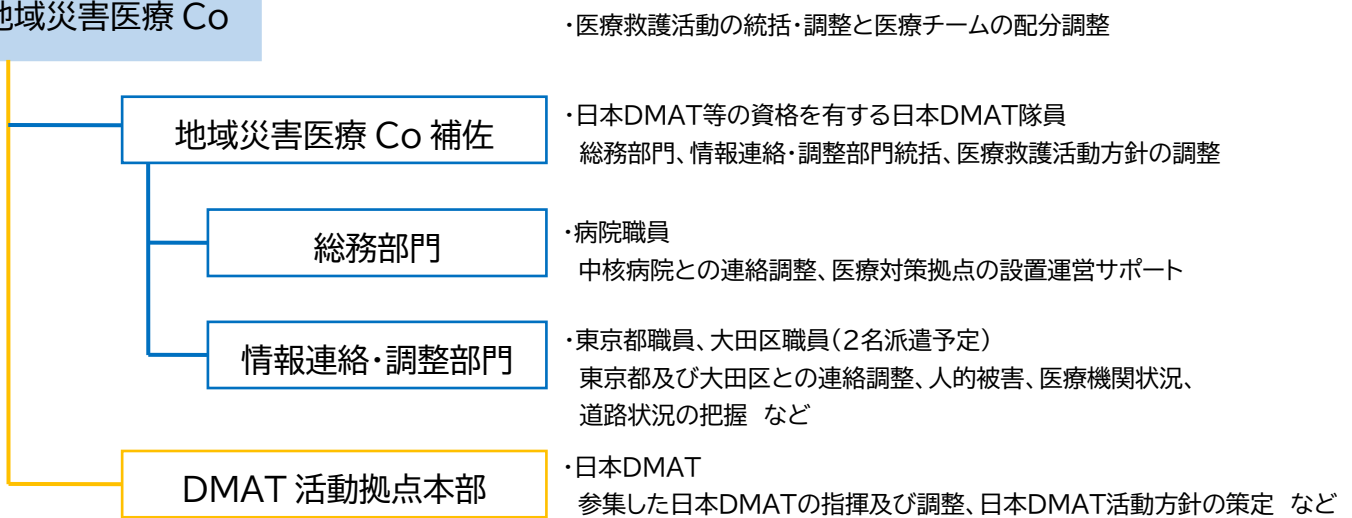 地域災害医療 Co
・医療救護活動の統括・調整と医療チームの配分調整
地域災害医療 Co 補佐
・日本DMAT等の資格を有する日本DMAT隊員
総務部門、情報連絡・調整部門統括、医療救護活動方針の調整
総務部門
・病院職員
中核病院との連絡調整、医療対策拠点の設置運営サポート
情報連絡・調整部門
・東京都職員、大田区職員（2名派遣予定）
東京都及び大田区との連絡調整、人的被害、医療機関状況、
道路状況の把握 など
DMAT 活動拠点本部
・日本DMAT
参集した日本DMATの指揮及び調整、日本DMAT活動方針の策定 など